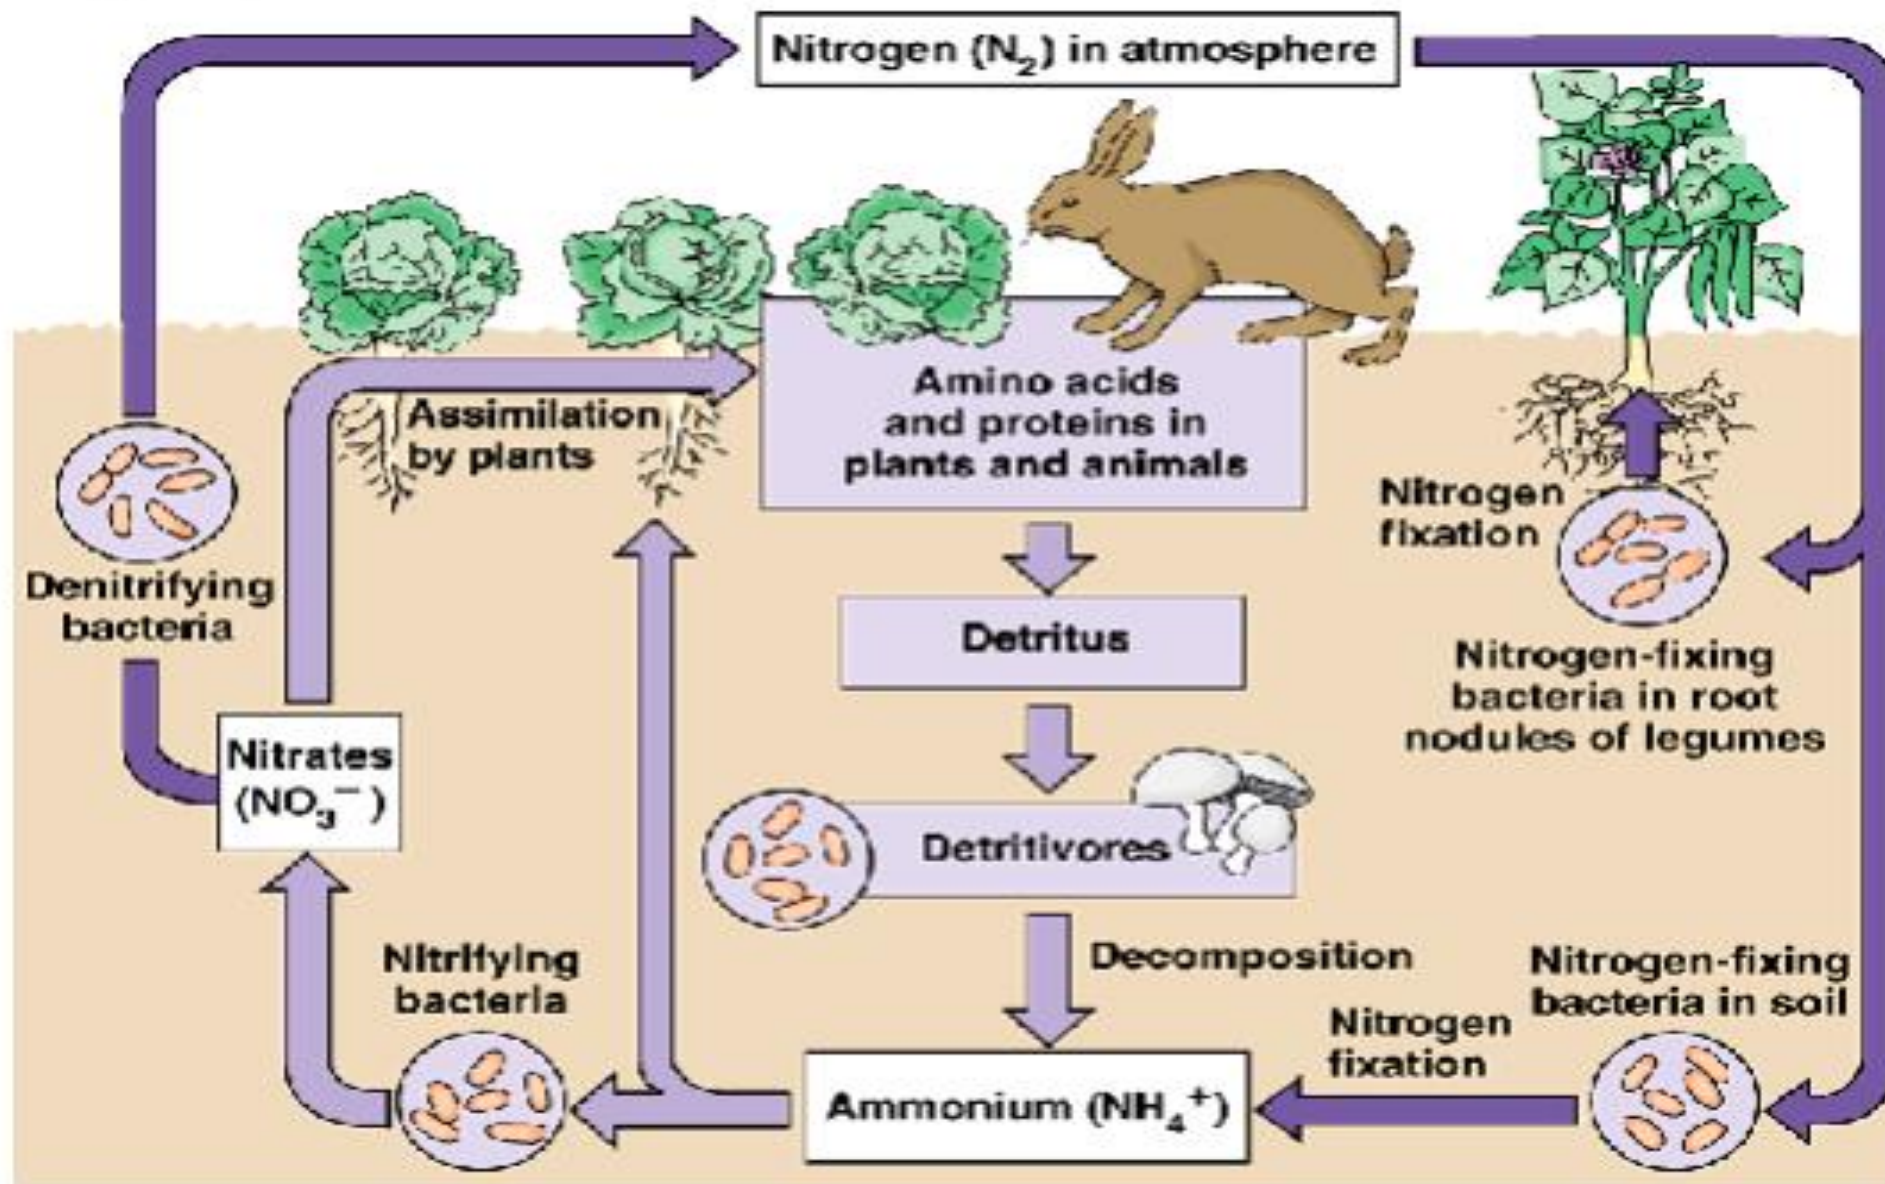 Nitrogen (N₂) in atmosphere
Assimilation
by plants
Amino acids
and proteins in
plants and animals
Nitrogen
fixation
Denitrifying
bacteria
Detritus
Nitrogen-fixing
bacteria in root
nodules of legumes
Nitrates
(NO₃⁻)
Detritivores
Nitrifying
bacteria
Decomposition
Nitrogen-fixing
bacteria in soil
Nitrogen
fixation
Ammonium (NH₄⁺)